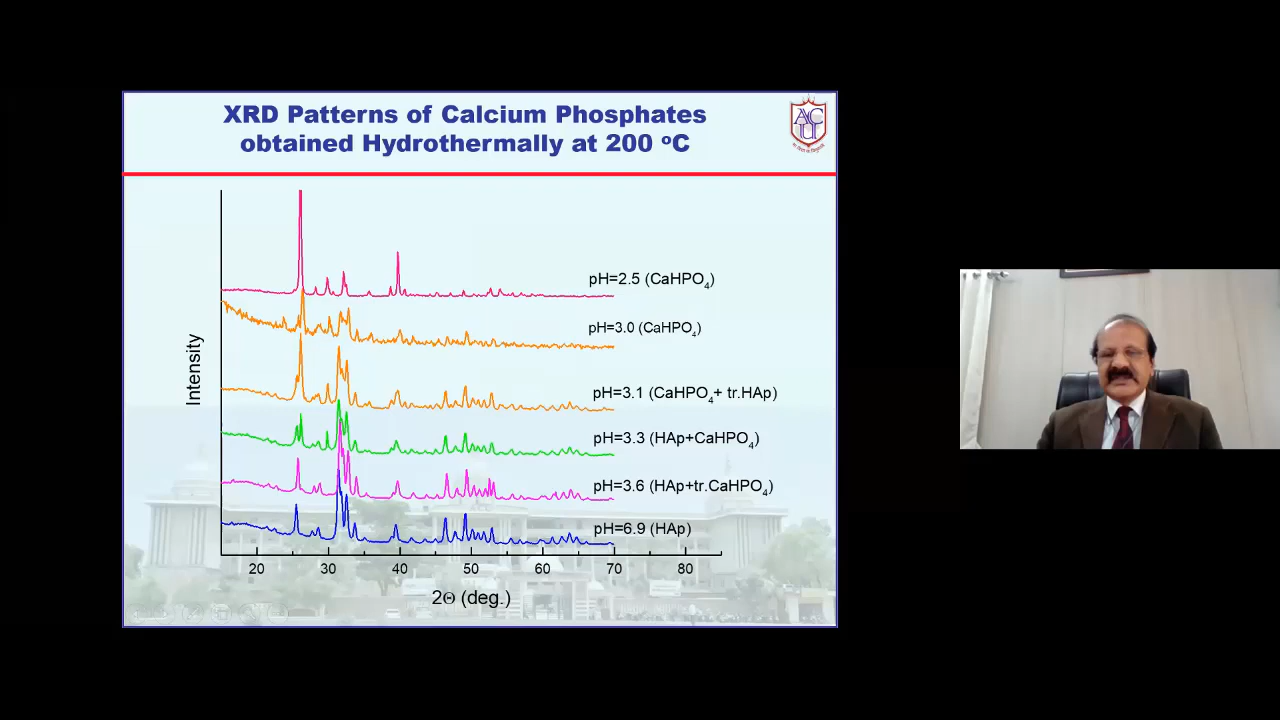 XRD Patterns of Calcium Phosphates
obtained Hydrothermally at 200 °C
ACU
pH=2.5 (CaHPO₄)
pH=3.0 (CaHPO₄)
pH=3.1 (CaHPO₄+ tr.HAp)
pH=3.3 (HAp+CaHPO₄)
pH=3.6 (HAp+tr.CaHPO₄)
pH=6.9 (HAp)
Intensity
20 30 40 50 60 70 80
2Θ (deg.)